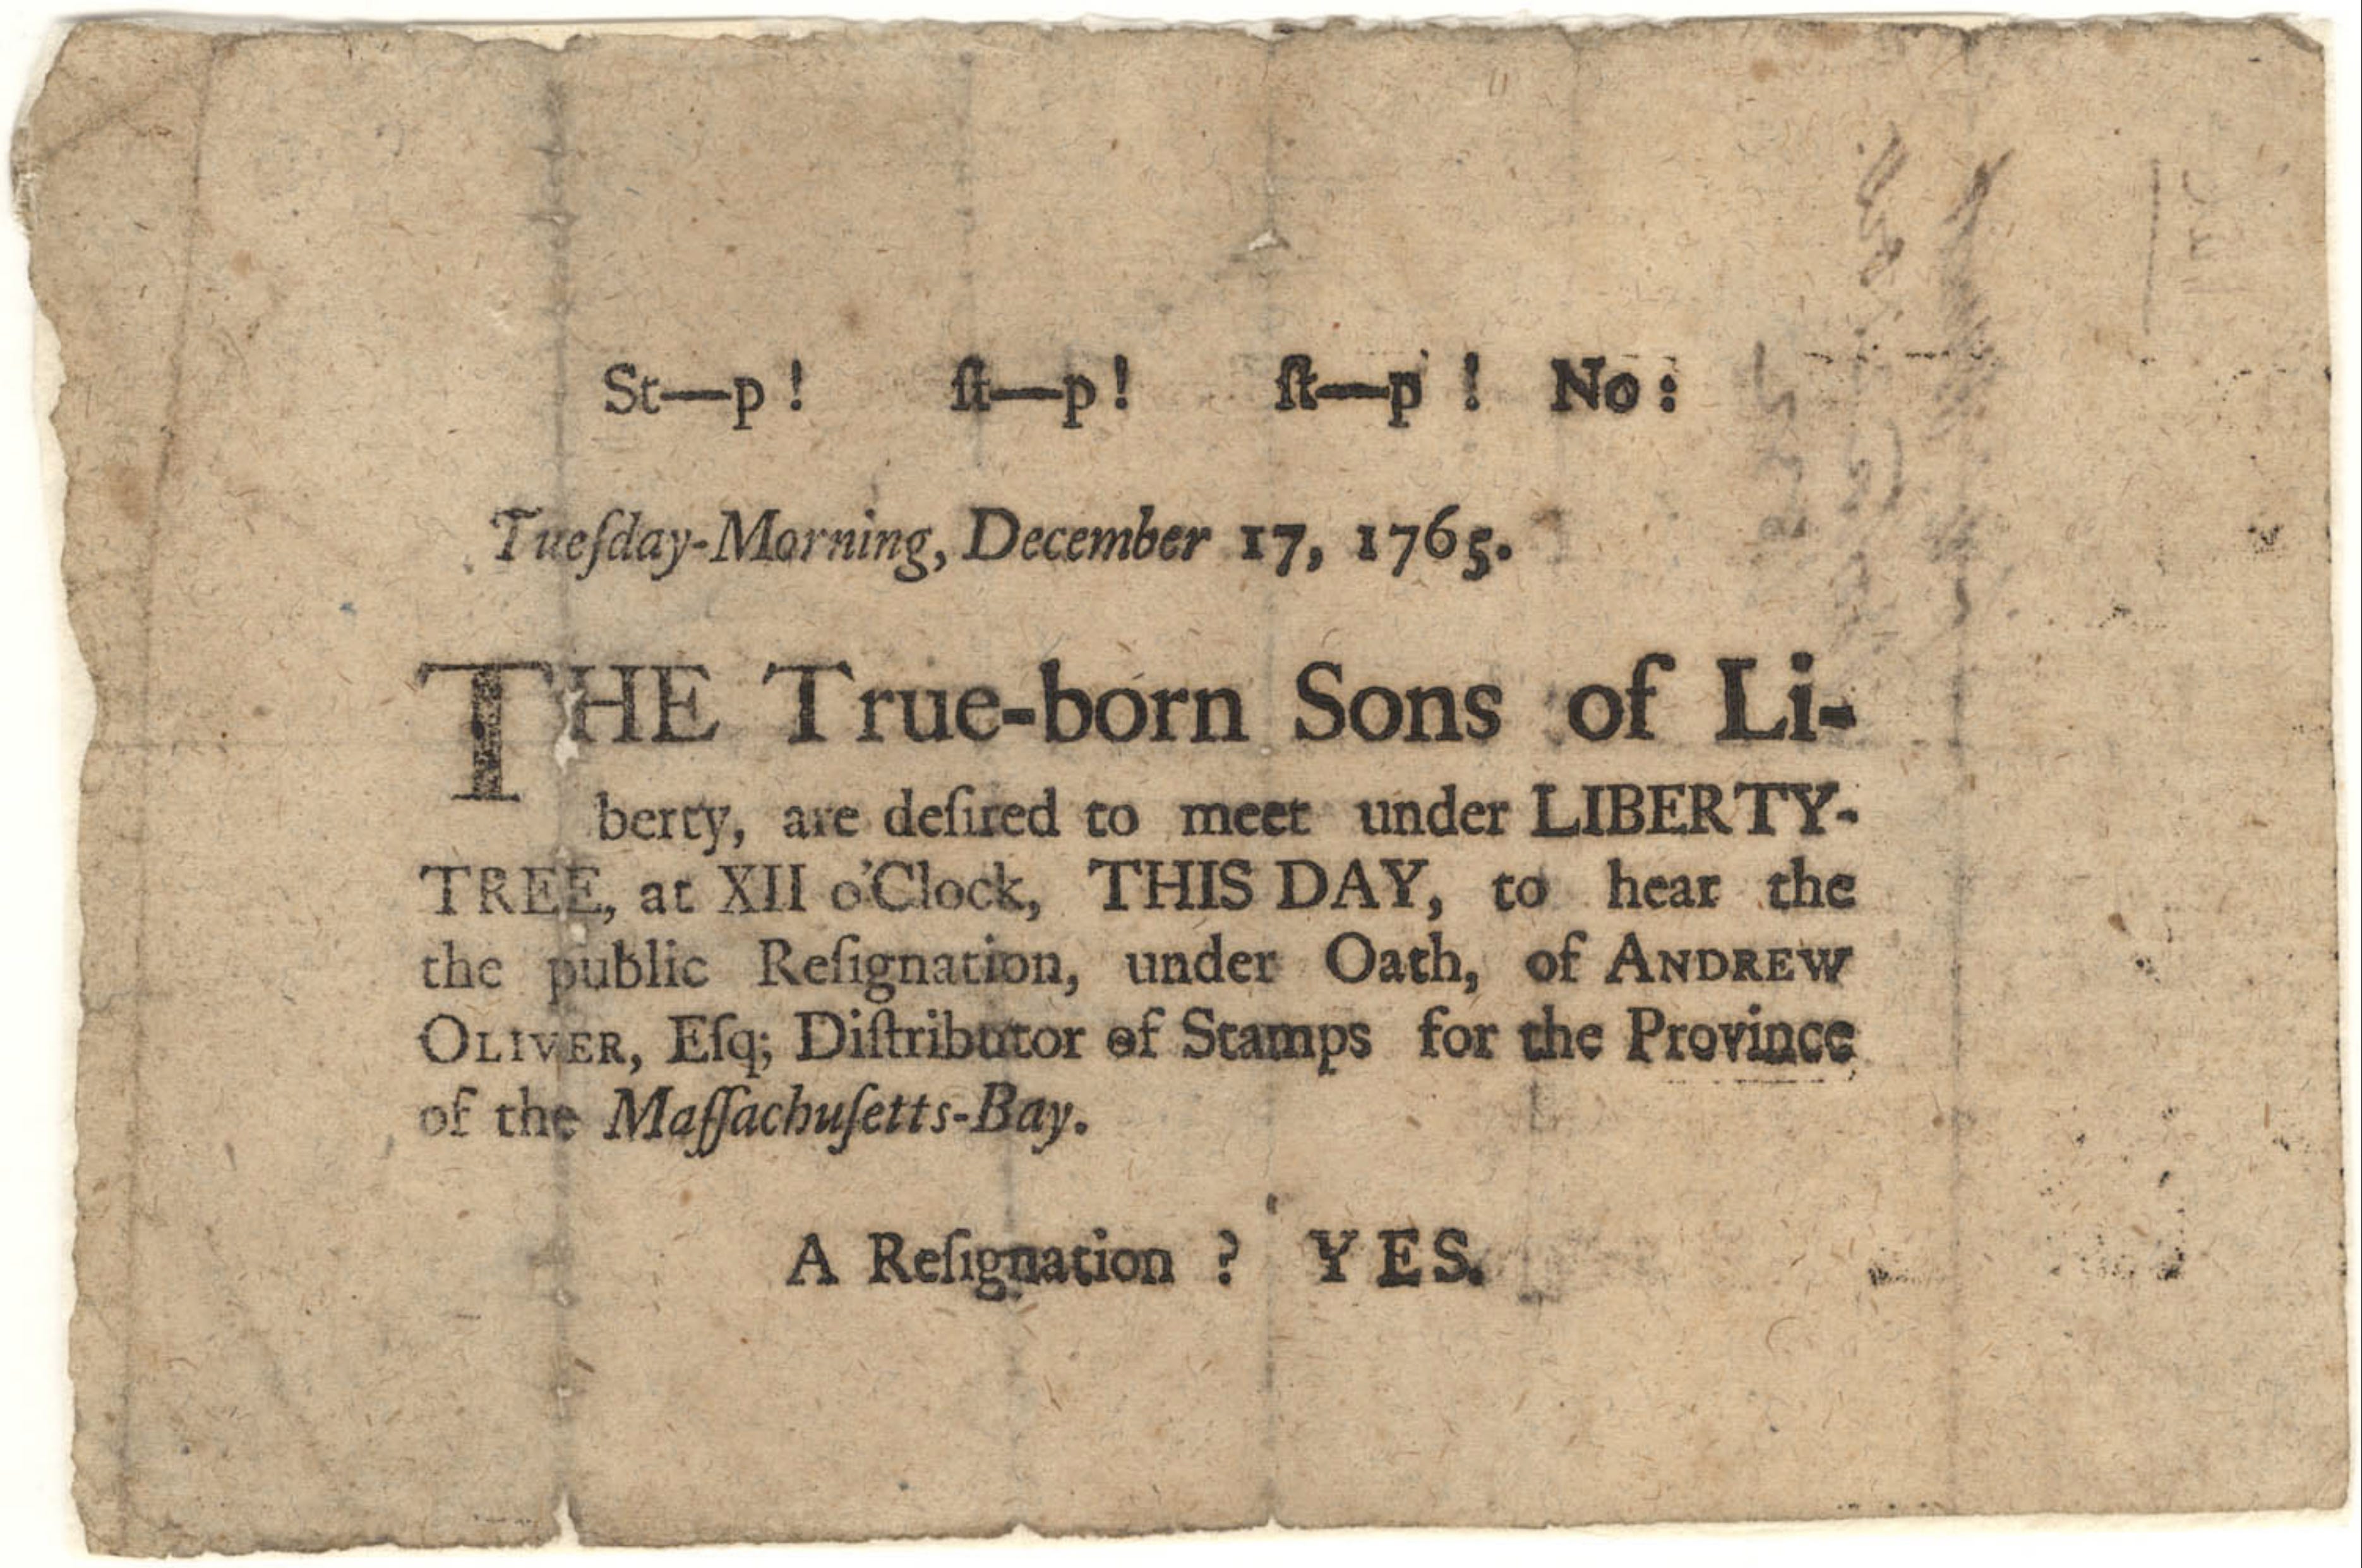 St—p! ſt—p! ſt—p ! No:
Tueſday-Morning, December 17, 1765.
THE True-born Sons of Li-
berty, are deſired to meet under LIBERTY-
TREE, at XII o'Clock, THIS DAY, to hear the
the public Reſignation, under Oath, of ANDREW
OLIVER, Eſq; Diſtributor of Stamps for the Province
of the Maſſachuſetts-Bay.
A Reſignation ? YES.